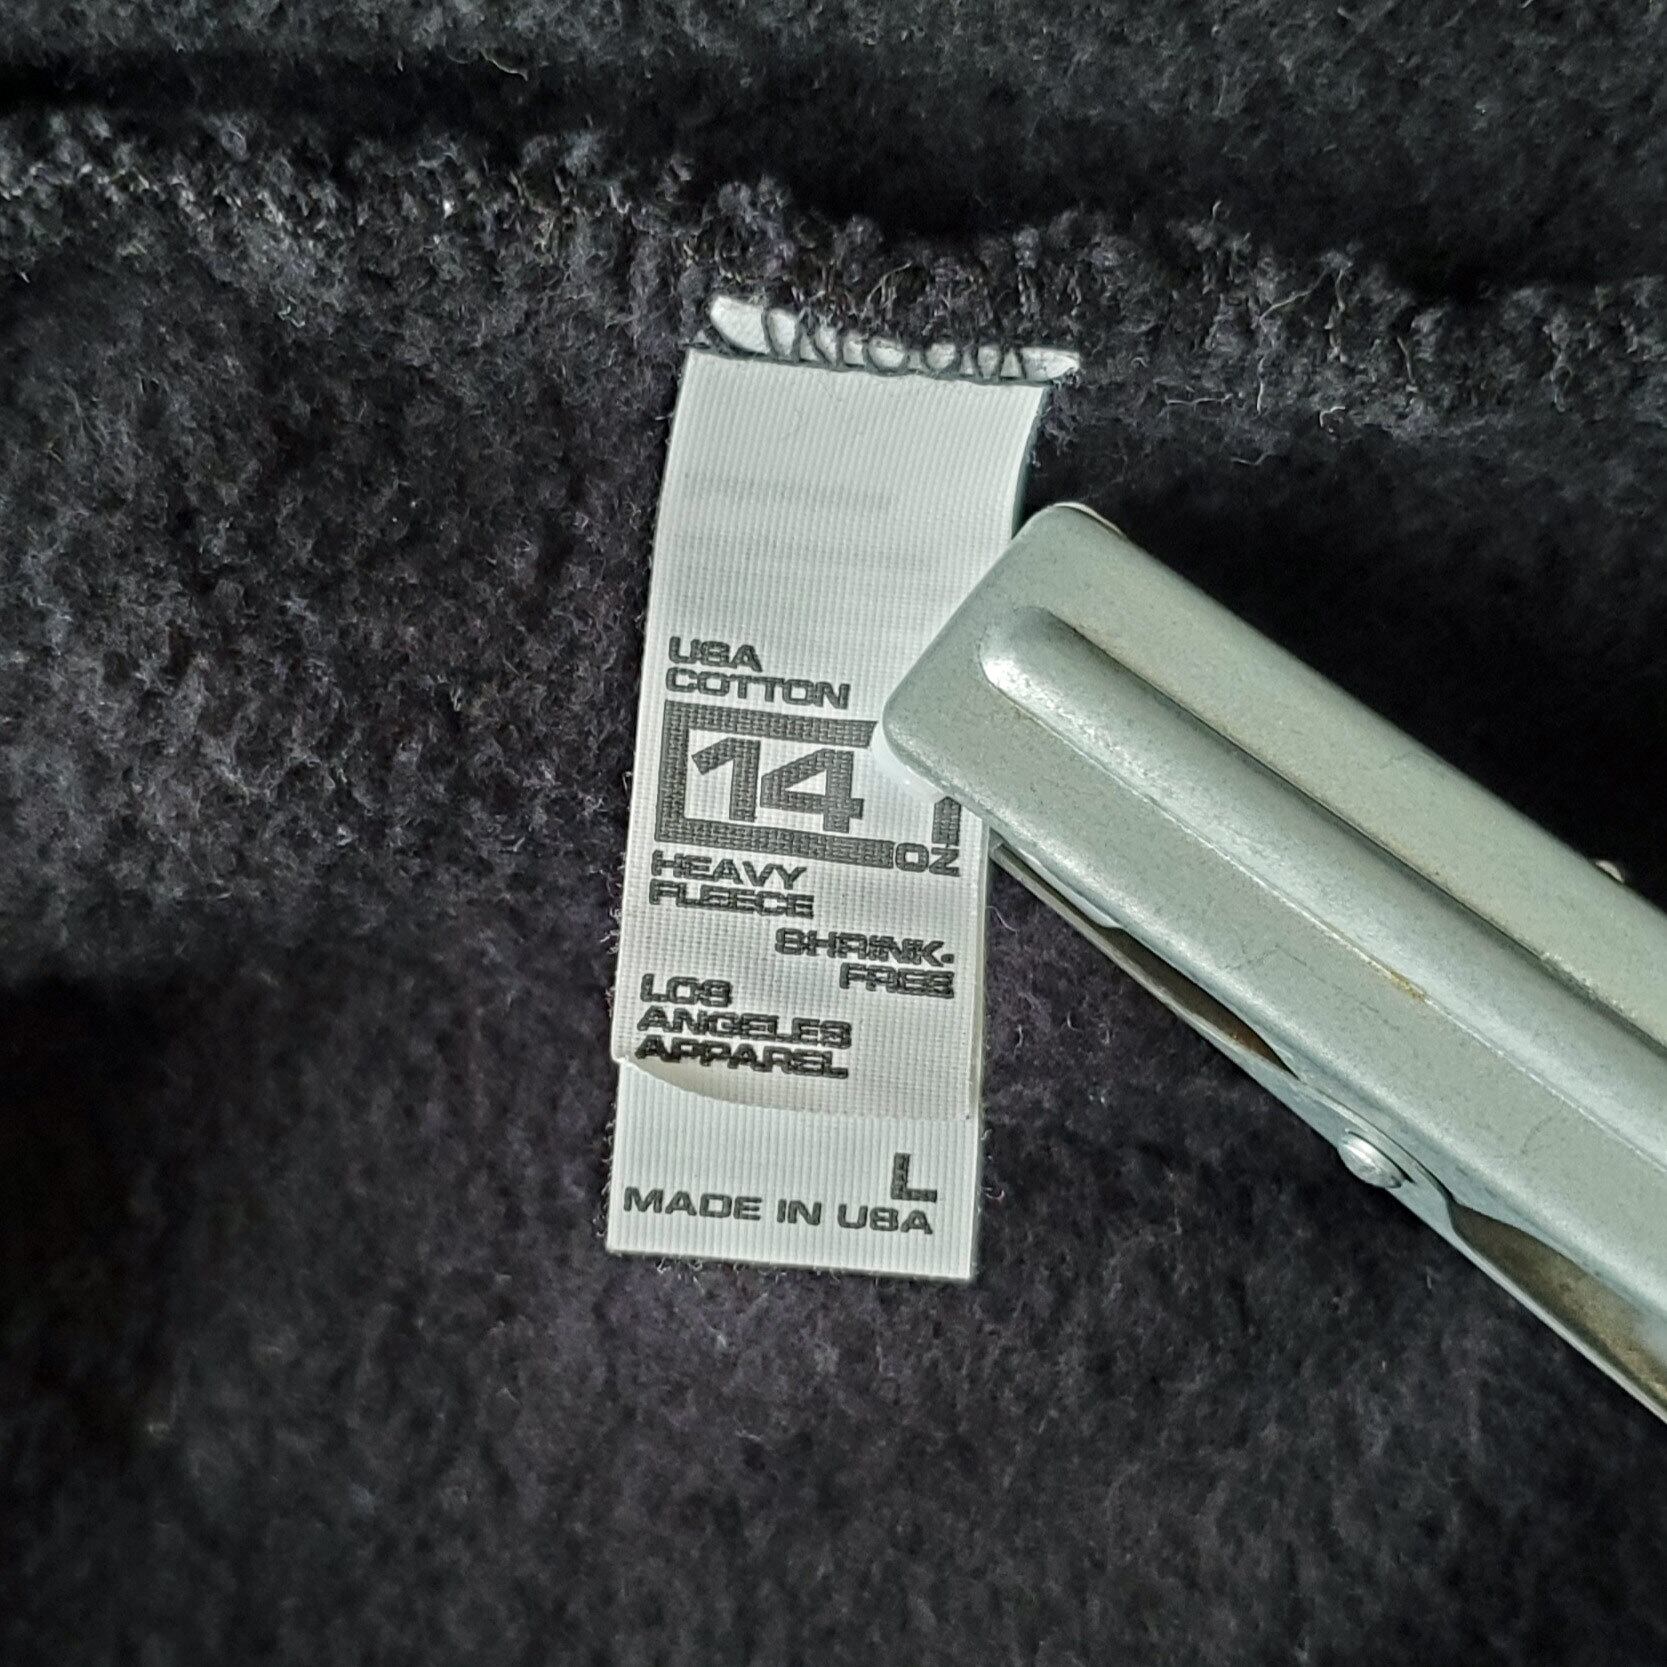 USA
COTTON
14
OZ
HEAVY
FLEECE
SHRINK-
FREE
LOS
ANGELES
APPAREL
L
MADE IN USA